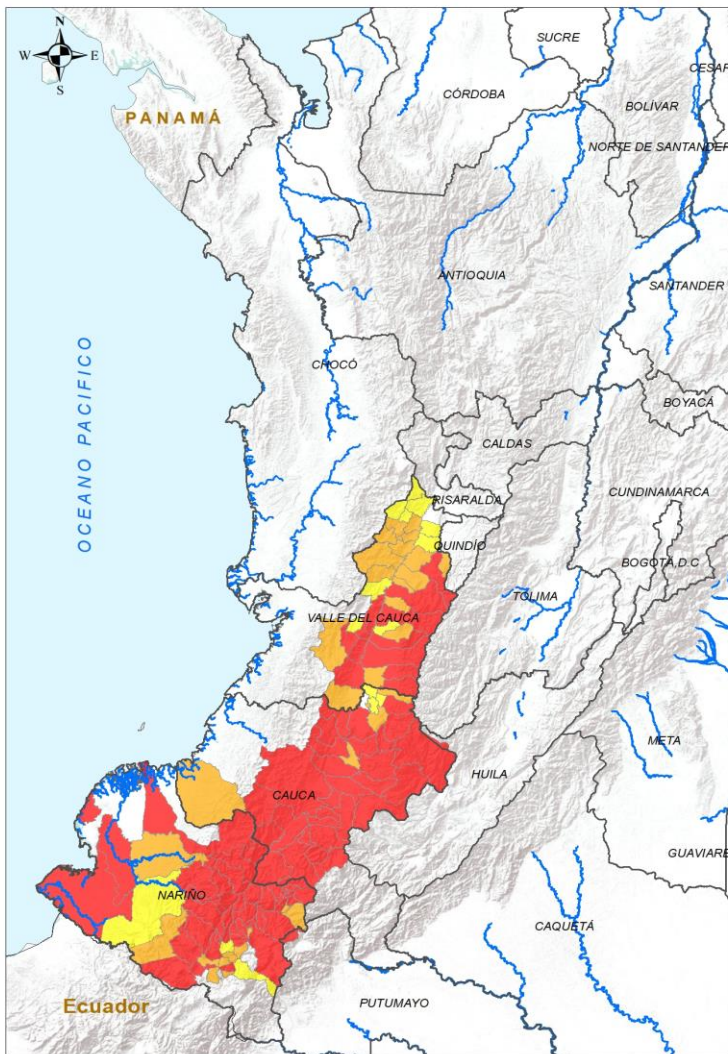 N
W E
S
SUCRE
CESAR
CÓRDOBA
BOLÍVAR
PANAMÁ
NORTE DE SANTANDER
ANTIOQUIA
SANTANDER
OCEANO PACIFICO
CHOCÓ
BOYACÁ
CALDAS
CUNDINAMARCA
RISARALDA
QUINDÍO
BOGOTÁ, D.C
TOLIMA
VALLE DEL CAUCA
META
HUILA
CAUCA
GUAVIARE
NARIÑO
CAQUETÁ
PUTUMAYO
Ecuador